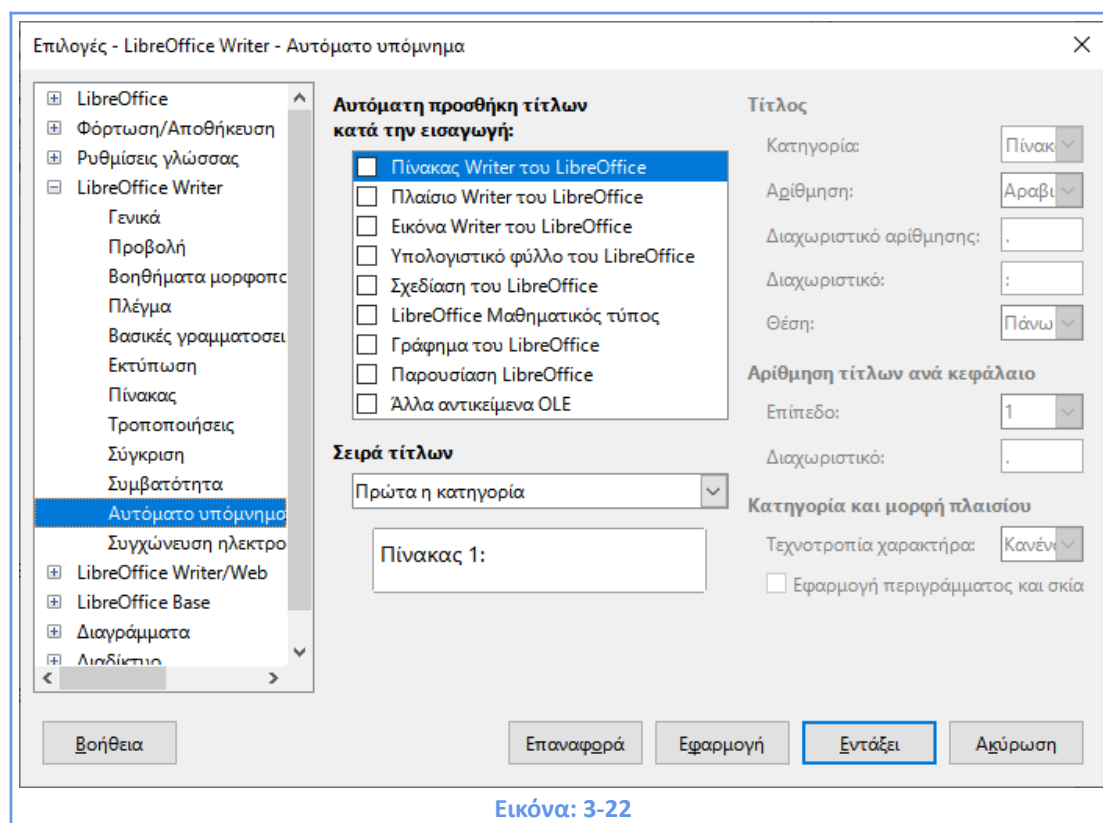 Επιλογές - LibreOffice Writer - Αυτόματο υπόμνημα
LibreOffice
Φόρτωση/Αποθήκευση
Ρυθμίσεις γλώσσας
LibreOffice Writer
Γενικά
Προβολή
Βοηθήματα μορφοπο
Πλέγμα
Βασικές γραμματοσει
Εκτύπωση
Πίνακας
Τροποποιήσεις
Σύγκριση
Συμβατότητα
Αυτόματο υπόμνημα
Συγχώνευση ηλεκτρο
LibreOffice Writer/Web
LibreOffice Base
Διαγράμματα
Διαδίκτυο
Αυτόματη προσθήκη τίτλων
κατά την εισαγωγή:
Πίνακας Writer του LibreOffice
Πλαίσιο Writer του LibreOffice
Εικόνα Writer του LibreOffice
Υπολογιστικό φύλλο του LibreOffice
Σχεδίαση του LibreOffice
LibreOffice Μαθηματικός τύπος
Γράφημα του LibreOffice
Παρουσίαση LibreOffice
Άλλα αντικείμενα OLE
Σειρά τίτλων
Πρώτα η κατηγορία
Πίνακας 1:
Τίτλος
Κατηγορία: Πίνακ
Αρίθμηση: Αραβι
Διαχωριστικό αρίθμησης: .
Διαχωριστικό: :
Θέση: Πάνω
Αρίθμηση τίτλων ανά κεφάλαιο
Επίπεδο: 1
Διαχωριστικό: .
Κατηγορία και μορφή πλαισίου
Τεχνοτροπία χαρακτήρα: Κανένα
Εφαρμογή περιγράμματος και σκία
Βοήθεια
Επαναφορά
Εφαρμογή
Εντάξει
Ακύρωση
Εικόνα: 3-22